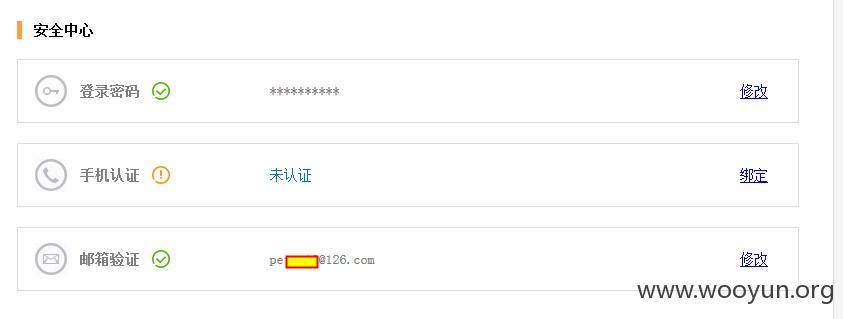 安全中心
登录密码 ********** 修改
手机认证 未认证 绑定
邮箱验证 pe @126.com 修改
www.wooyun.org